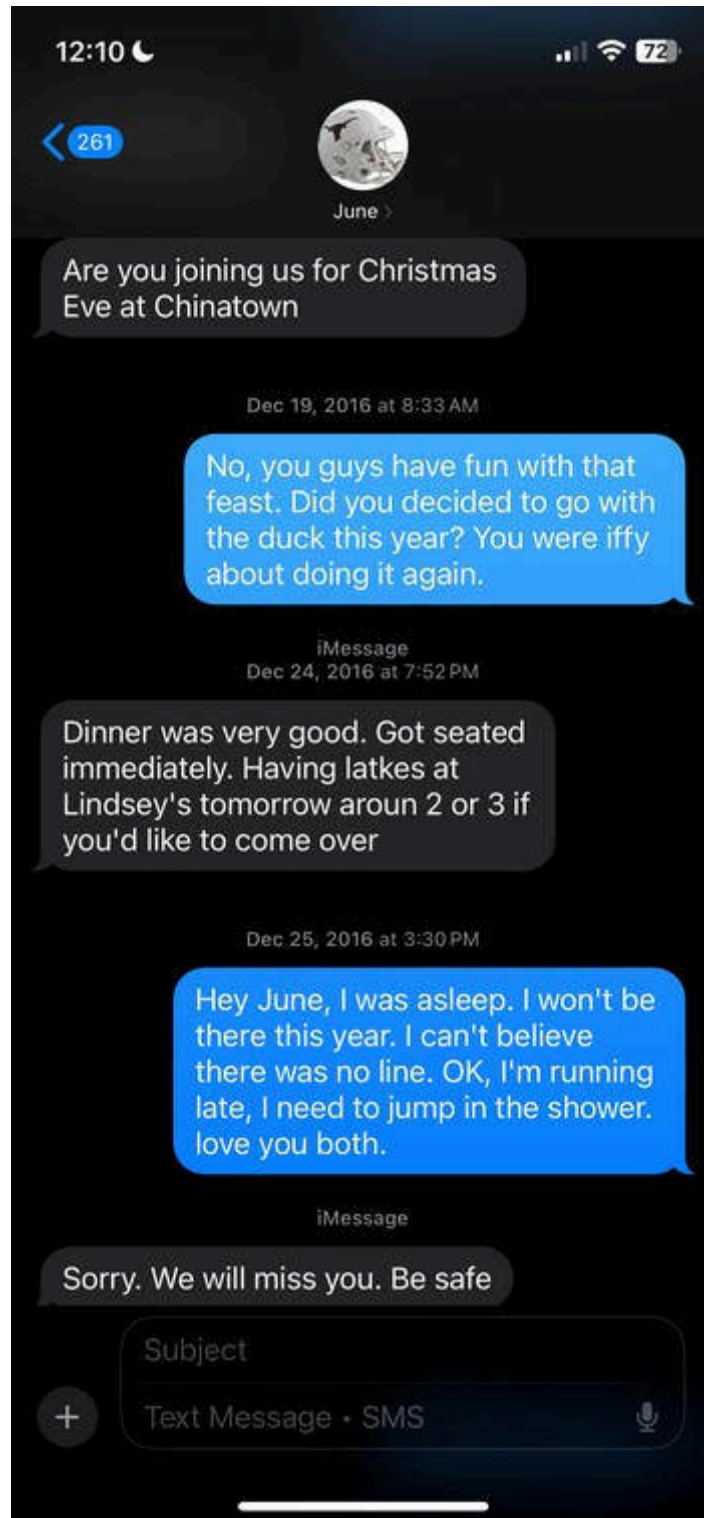 12:10
72
261
June
Are you joining us for Christmas
Eve at Chinatown
Dec 19, 2016 at 8:33 AM
No, you guys have fun with that
feast. Did you decided to go with
the duck this year? You were iffy
about doing it again.
iMessage
Dec 24, 2016 at 7:52 PM
Dinner was very good. Got seated
immediately. Having latkes at
Lindsey's tomorrow aroun 2 or 3 if
you'd like to come over
Dec 25, 2016 at 3:30 PM
Hey June, I was asleep. I won't be
there this year. I can't believe
there was no line. OK, I'm running
late, I need to jump in the shower.
love you both.
iMessage
Sorry. We will miss you. Be safe
Subject
Text Message • SMS